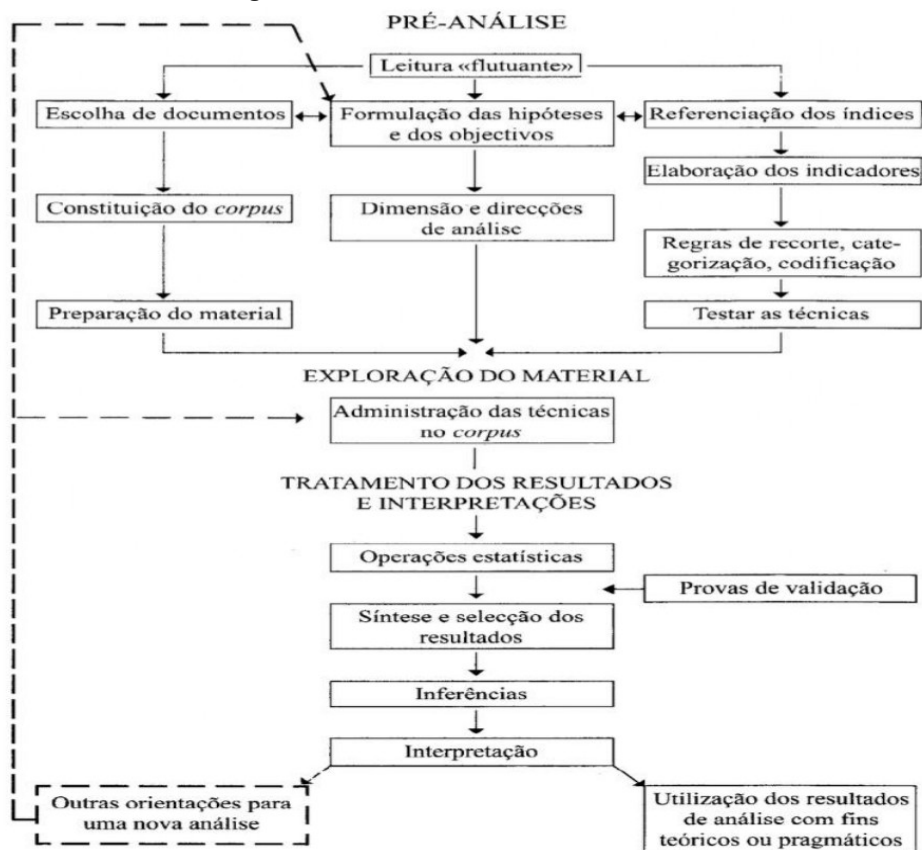 PRÉ-ANÁLISE
Leitura «flutuante»
Escolha de documentos
Formulação das hipóteses
e dos objectivos
Referenciação dos índices
Elaboração dos indicadores
Constituição do corpus
Dimensão e direcções
de análise
Regras de recorte, cate-
gorização, codificação
Preparação do material
Testar as técnicas
EXPLORAÇÃO DO MATERIAL
Administração das técnicas
no corpus
TRATAMENTO DOS RESULTADOS
E INTERPRETAÇÕES
Operações estatísticas
Provas de validação
Síntese e selecção dos
resultados
Inferências
Interpretação
Outras orientações para
uma nova análise
Utilização dos resultados
de análise com fins
teóricos ou pragmáticos